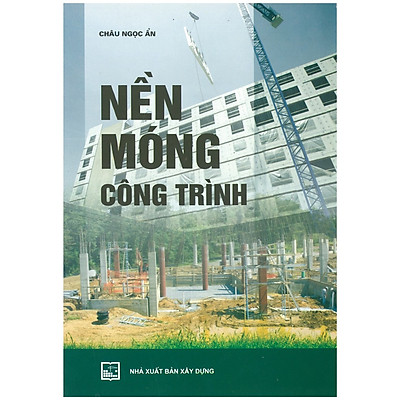 CHÂU NGỌC ẨN
NỀN
MÓNG
CÔNG TRÌNH
NHÀ XUẤT BẢN XÂY DỰNG